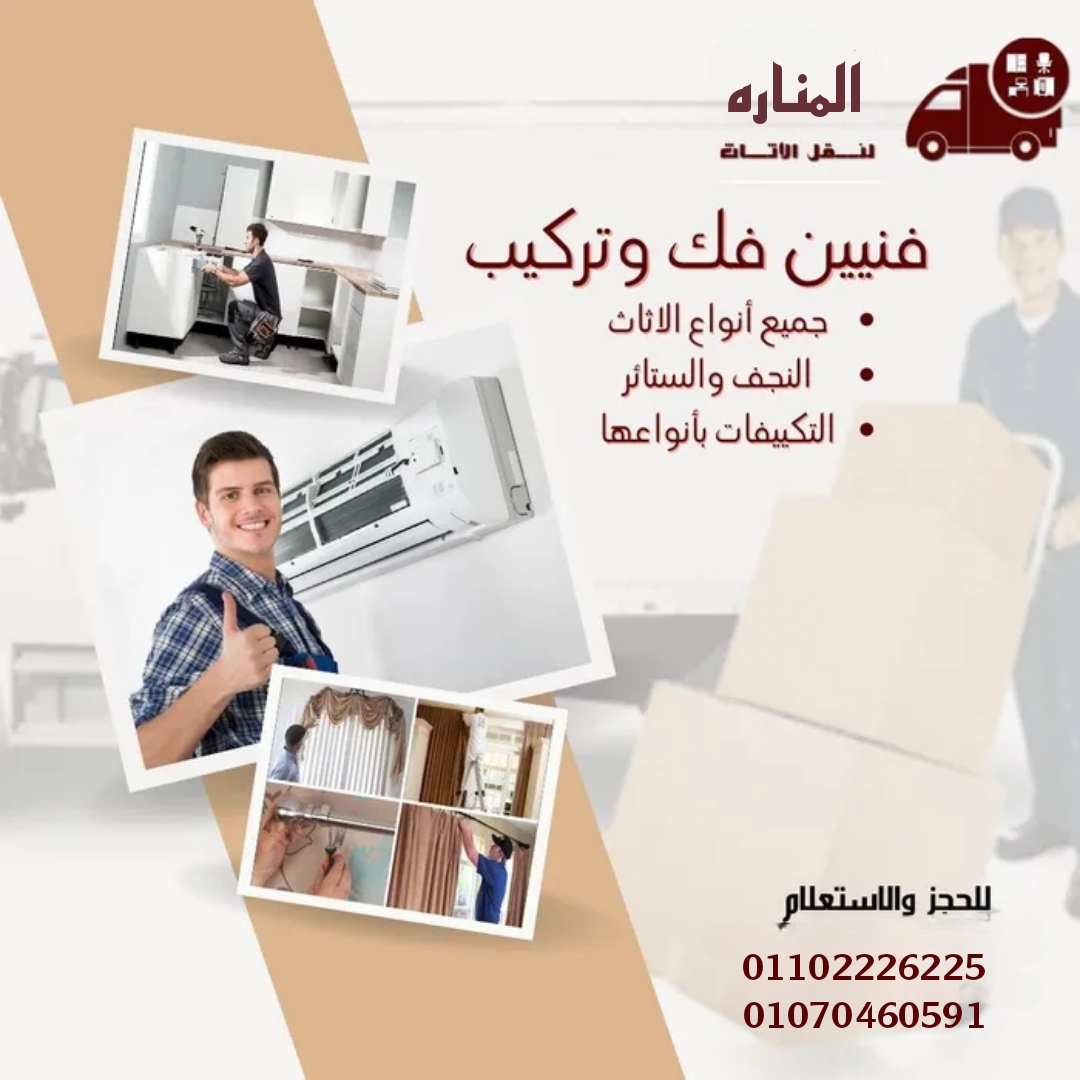 المناره
لنقل الاثاث
فنيين فك وتركيب
• جميع أنواع الاثاث
• النجف والستائر
• التكييفات بأنواعها
للحجز والاستعلام
01102226225
01070460591